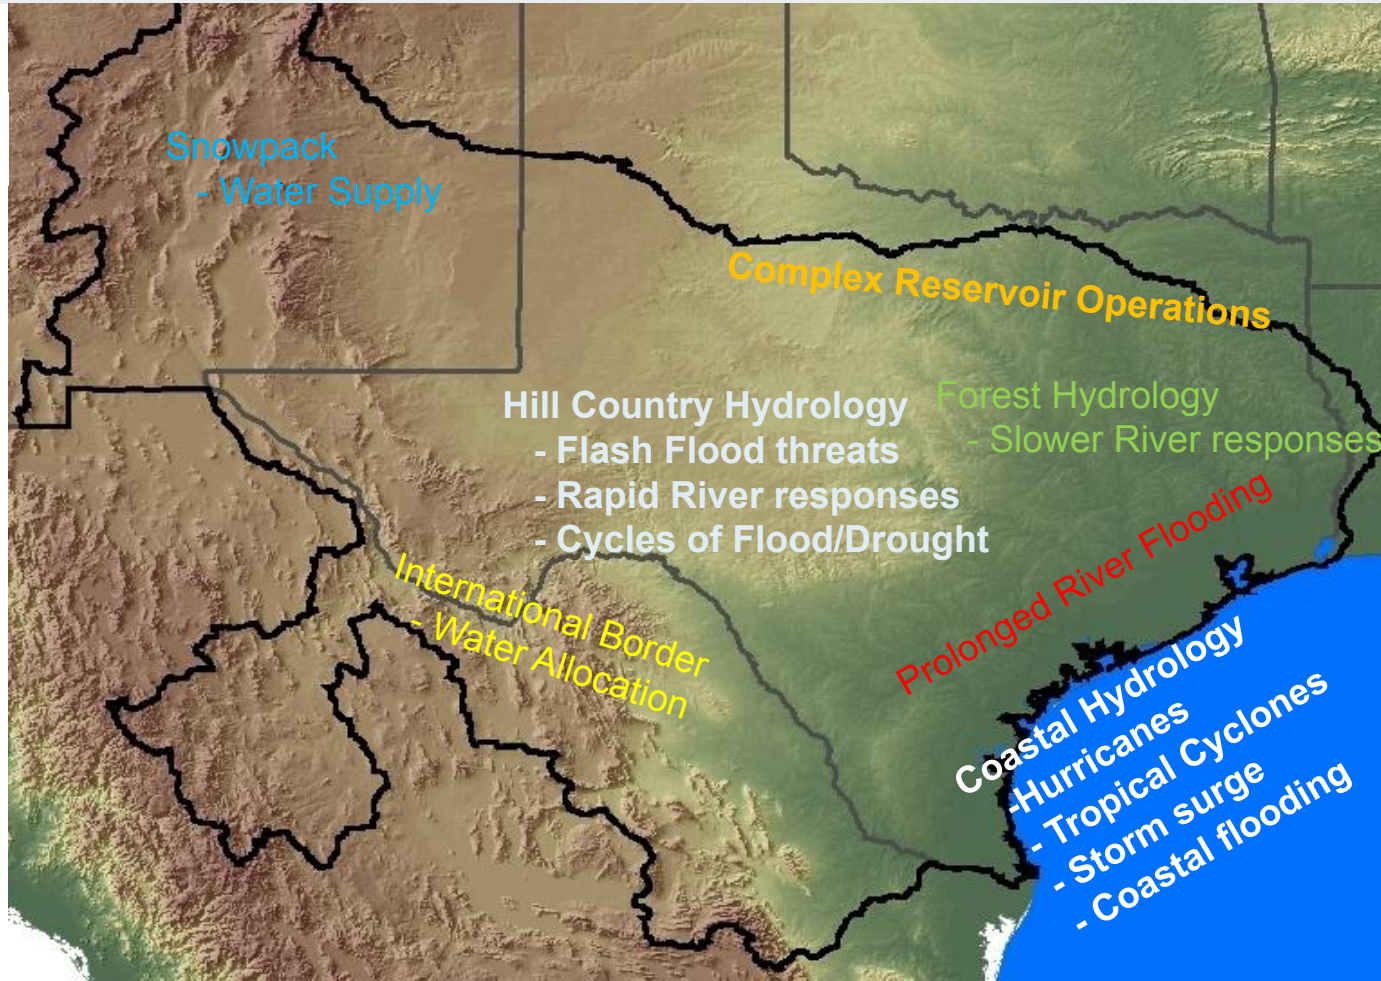 Snowpack
- Water Supply
Complex Reservoir Operations
Hill Country Hydrology
- Flash Flood threats
- Rapid River responses
- Cycles of Flood/Drought
Forest Hydrology
- Slower River responses
International Border
- Water Allocation
Prolonged River Flooding
Coastal Hydrology
-Hurricanes
- Tropical Cyclones
- Storm surge
- Coastal flooding